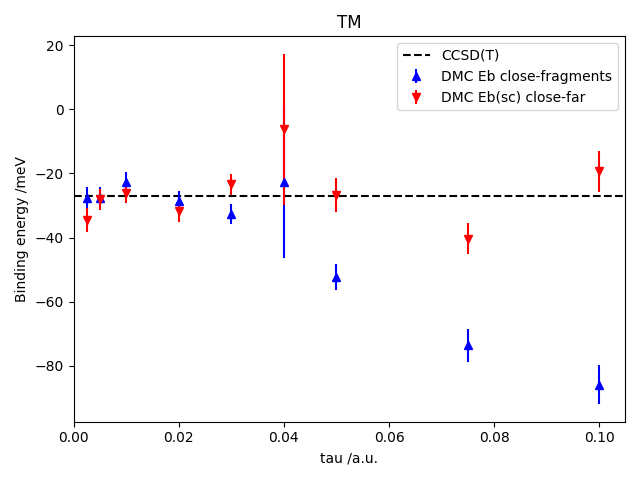 TM
CCSD(T)
DMC Eb close-fragments
DMC Eb(sc) close-far
Binding energy /meV
20
0
−20
−40
−60
−80
0.00 0.02 0.04 0.06 0.08 0.10
tau /a.u.